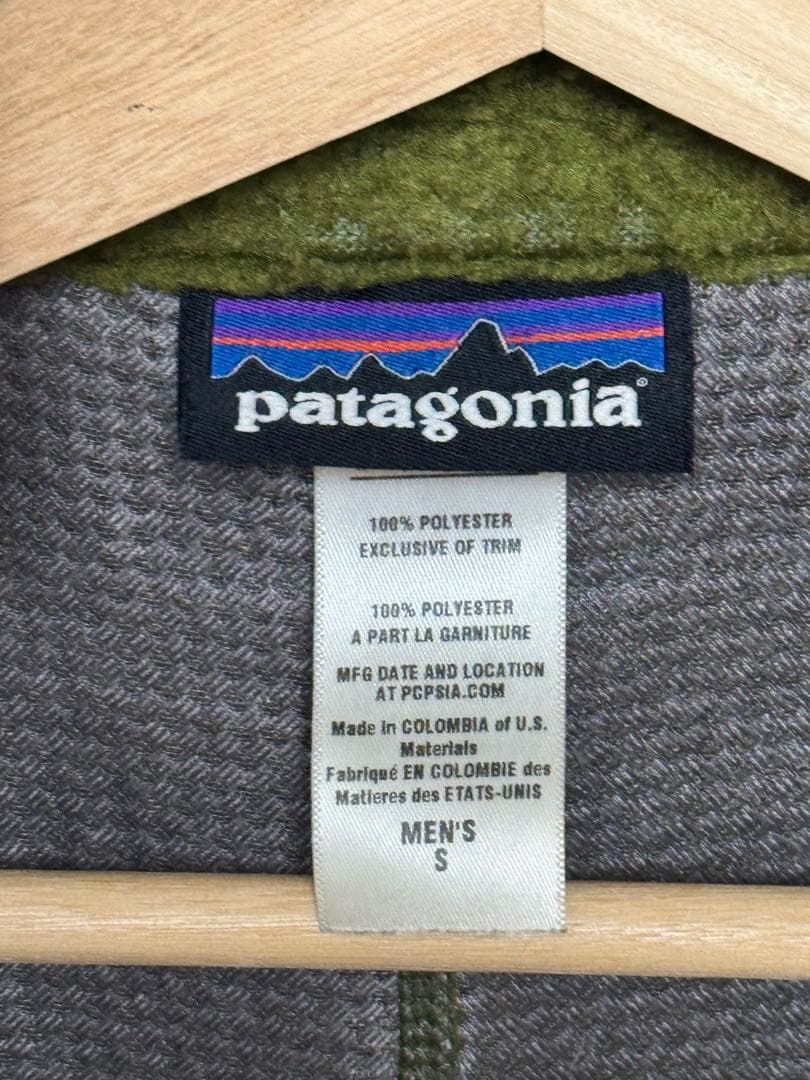 patagonia®
100% POLYESTER
EXCLUSIVE OF TRIM
100% POLYESTER
A PART LA GARNITURE
MFG DATE AND LOCATION
AT PCPSIA.COM
Made in COLOMBIA of U.S.
Materials
Fabriqué EN COLOMBIE des
Matieres des ETATS-UNIS
MEN'S
S